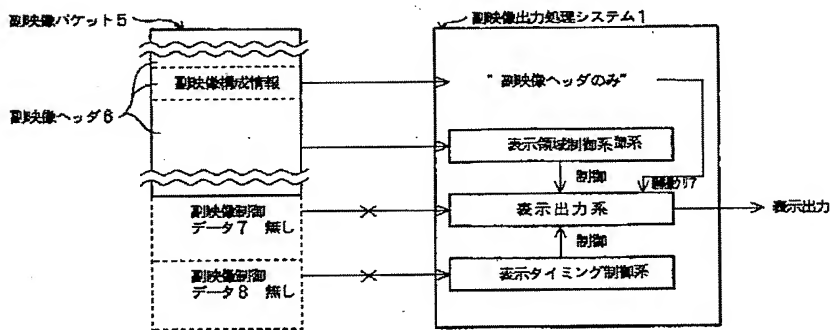 副映像パケット5
副映像出力処理システム1
副映像構成情報
"副映像ヘッダのみ"
副映像ヘッダ6
表示領域制御系御系
制御
表示出力系
表示出力
副映像制御
データ7 無し
制御
副映像制御
データ8 無し
表示タイミング制御系